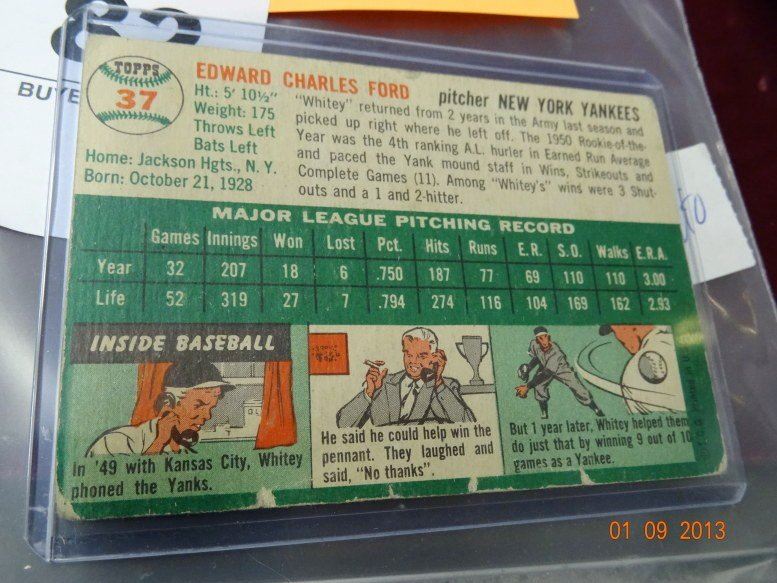 BUYE
TOPPS
37
EDWARD CHARLES FORD pitcher NEW YORK YANKEES
Ht.: 5' 10½"
Weight: 175
Throws Left
Bats Left
Home: Jackson Hgts., N. Y.
Born: October 21, 1928
"Whitey" returned from 2 years in the Army last season and
picked up right where he left off. The 1950 Rookie-of-the-
Year was the 4th ranking A.L. hurler in Earned Run Average
and paced the Yank mound staff in Wins, Strikeouts and
Complete Games (11). Among "Whitey's" wins were 3 Shut-
outs and a 1 and 2-hitter.
MAJOR LEAGUE PITCHING RECORD
Games Innings Won Lost Pct. Hits Runs E.R. S.O. Walks E.R.A.
Year 32 207 18 6 .750 187 77 69 110 110 3.00
Life 52 319 27 7 .794 274 116 104 169 162 2.93
INSIDE BASEBALL
In '49 with Kansas City, Whitey
phoned the Yanks.
He said he could help win the
pennant. They laughed and
said, "No thanks".
But 1 year later, Whitey helped them
do just that by winning 9 out of 10
games as a Yankee.
01 09 2013